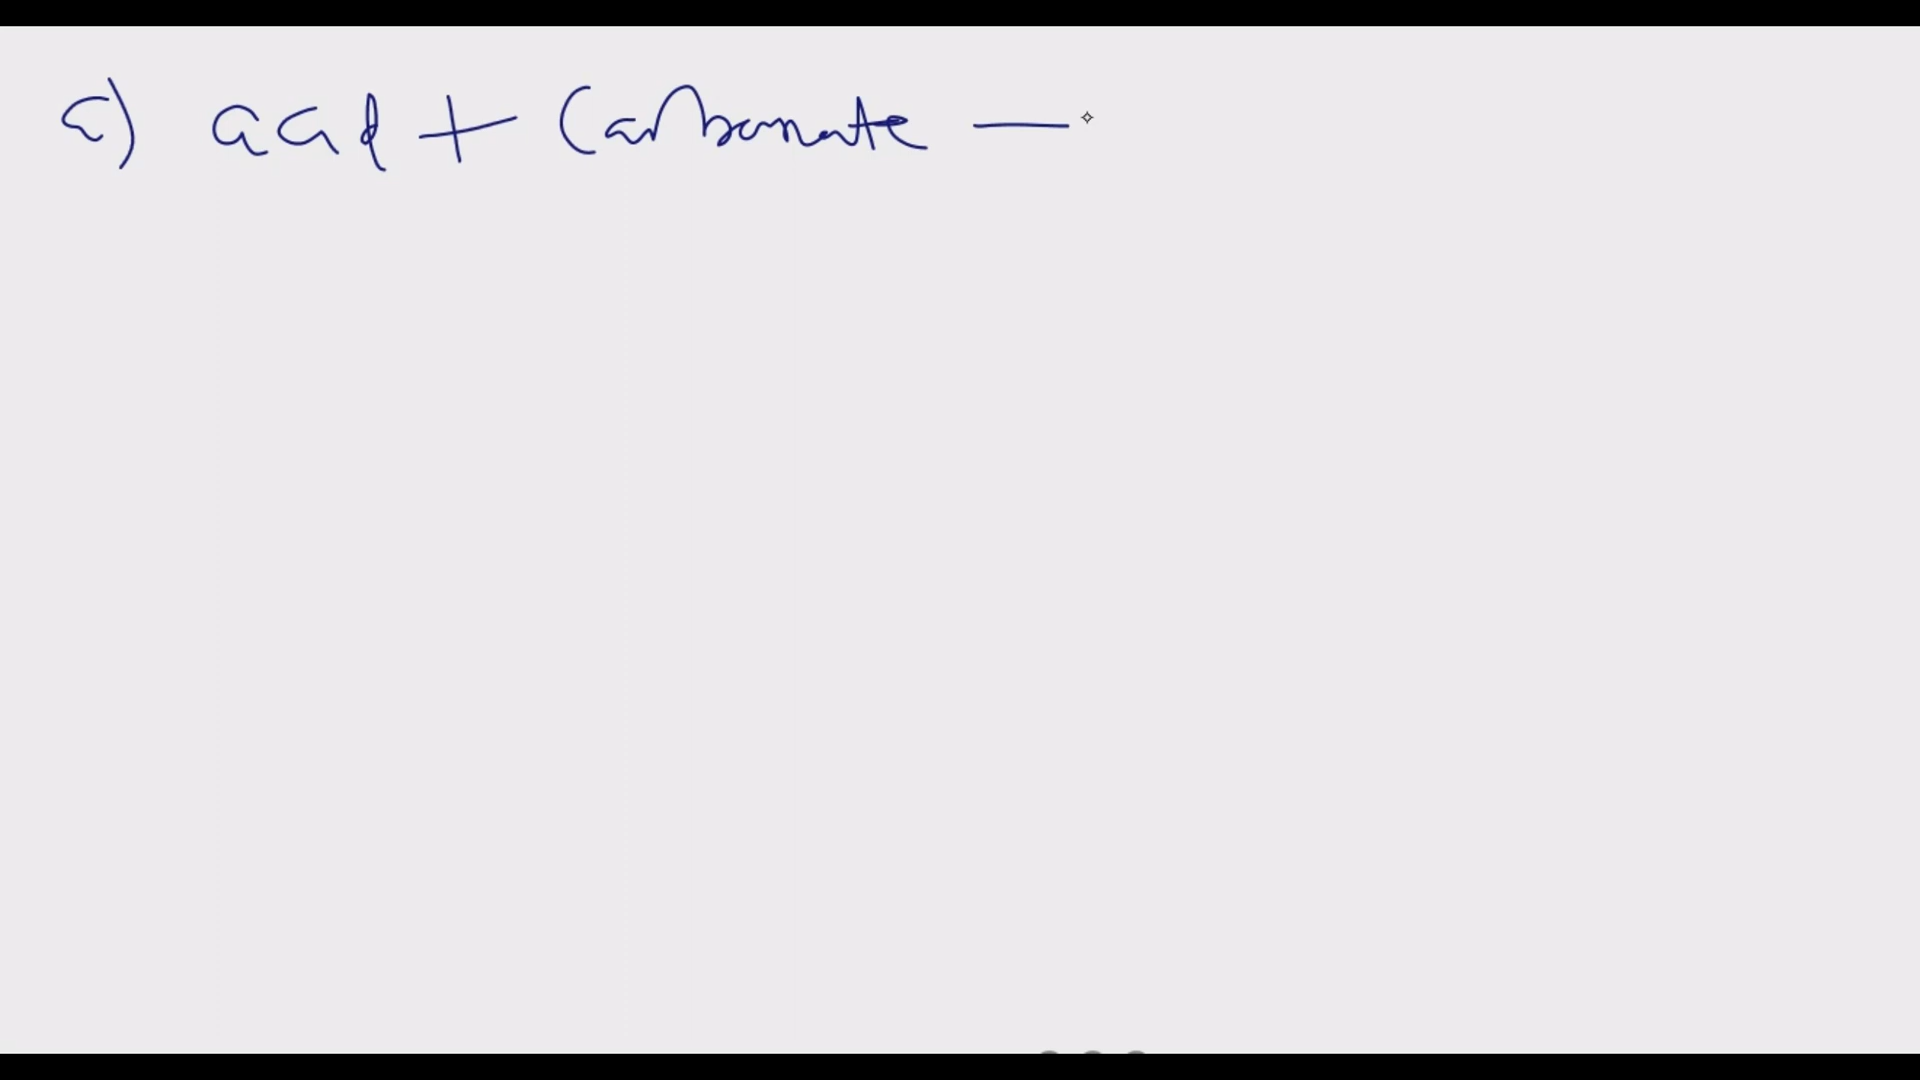 c) acid + Carbonate —